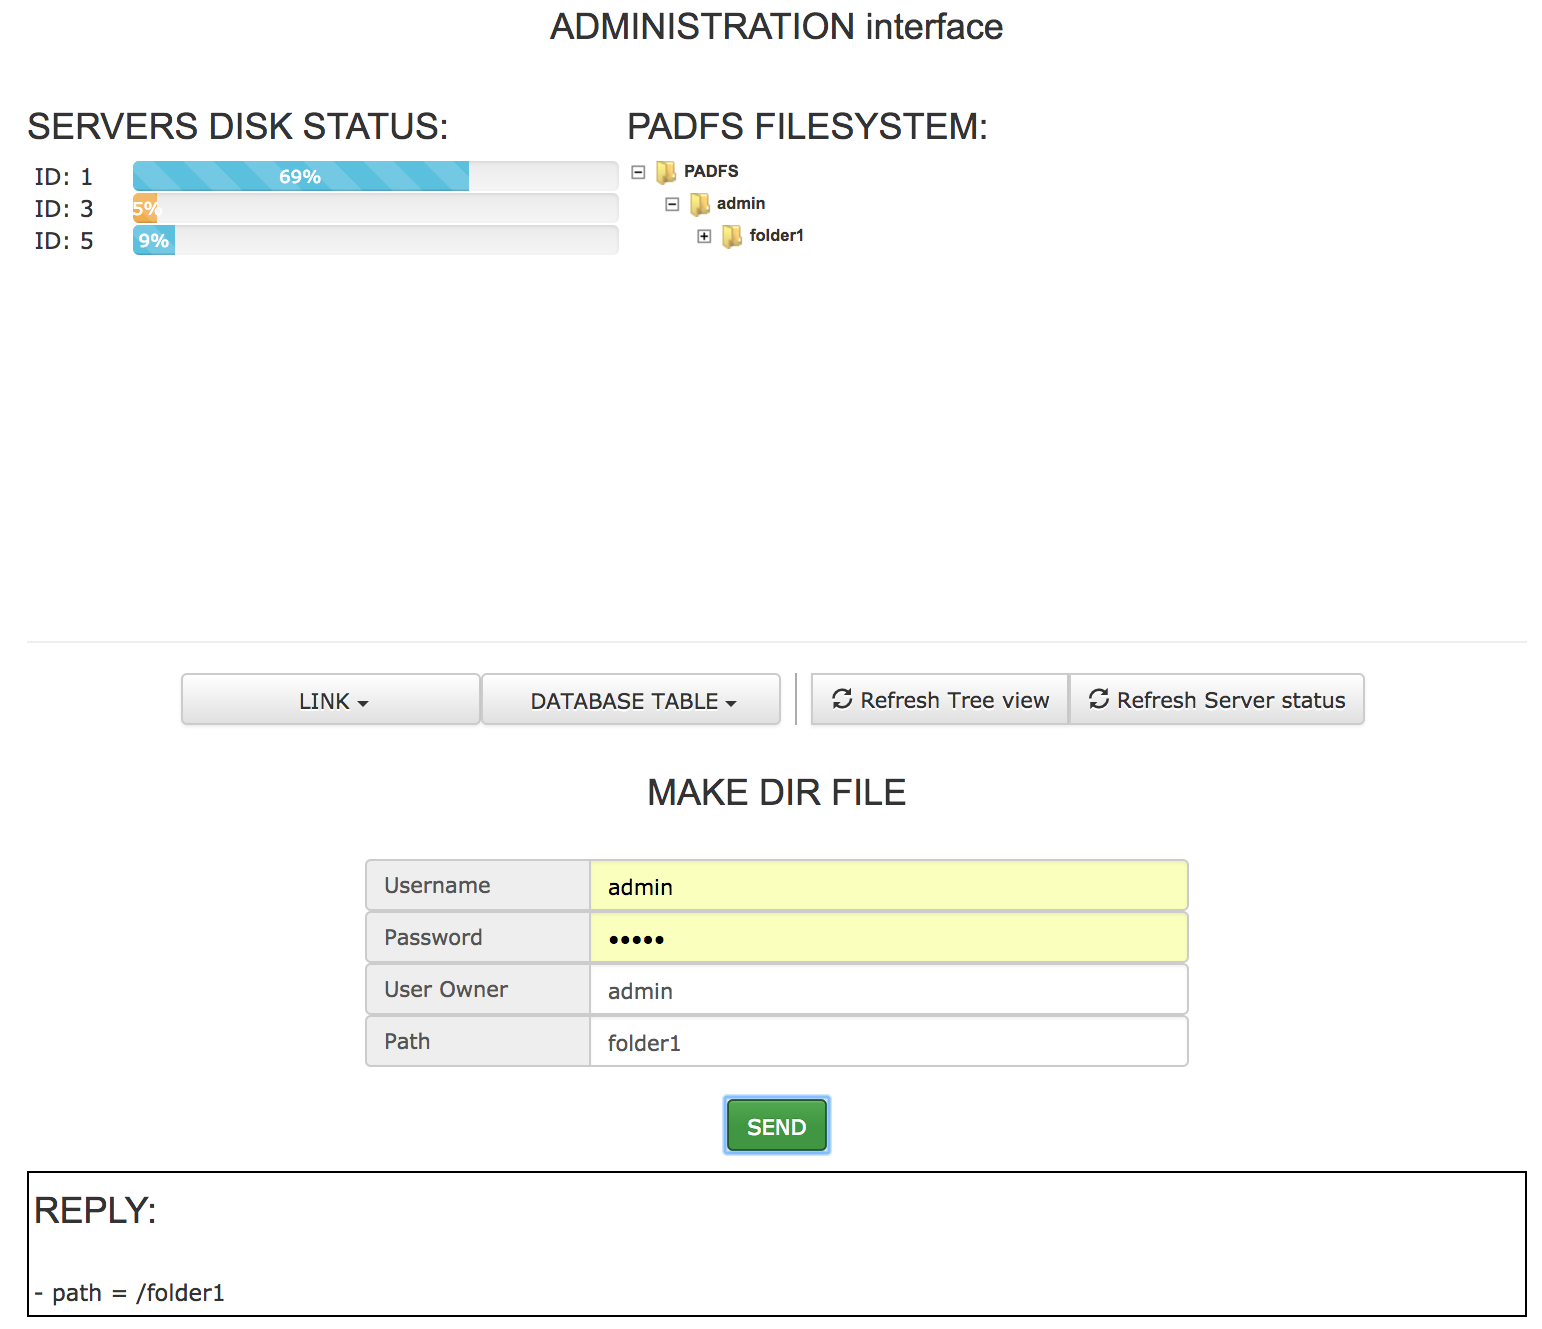 ADMINISTRATION interface
SERVERS DISK STATUS:
ID: 1 69%
ID: 3 5%
ID: 5 9%
PADFS FILESYSTEM:
PADFS
admin
folder1
LINK DATABASE TABLE Refresh Tree view Refresh Server status
MAKE DIR FILE
Username admin
Password •••••
User Owner admin
Path folder1
SEND
REPLY:
- path = /folder1